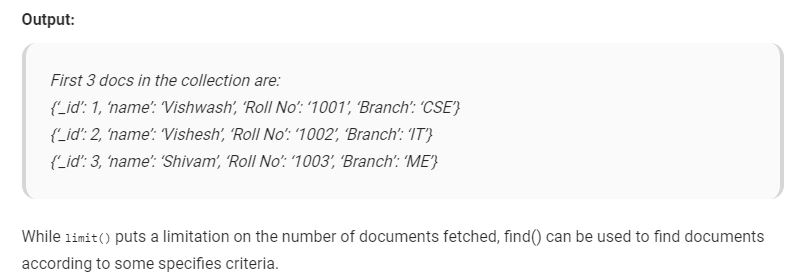 Output:
First 3 docs in the collection are:
{‘_id’: 1, ‘name’: ‘Vishwash’, ‘Roll No’: ‘1001’, ‘Branch’: ‘CSE’}
{‘_id’: 2, ‘name’: ‘Vishesh’, ‘Roll No’: ‘1002’, ‘Branch’: ‘IT’}
{‘_id’: 3, ‘name’: ‘Shivam’, ‘Roll No’: ‘1003’, ‘Branch’: ‘ME’}
While limit() puts a limitation on the number of documents fetched, find() can be used to find documents
according to some specifies criteria.